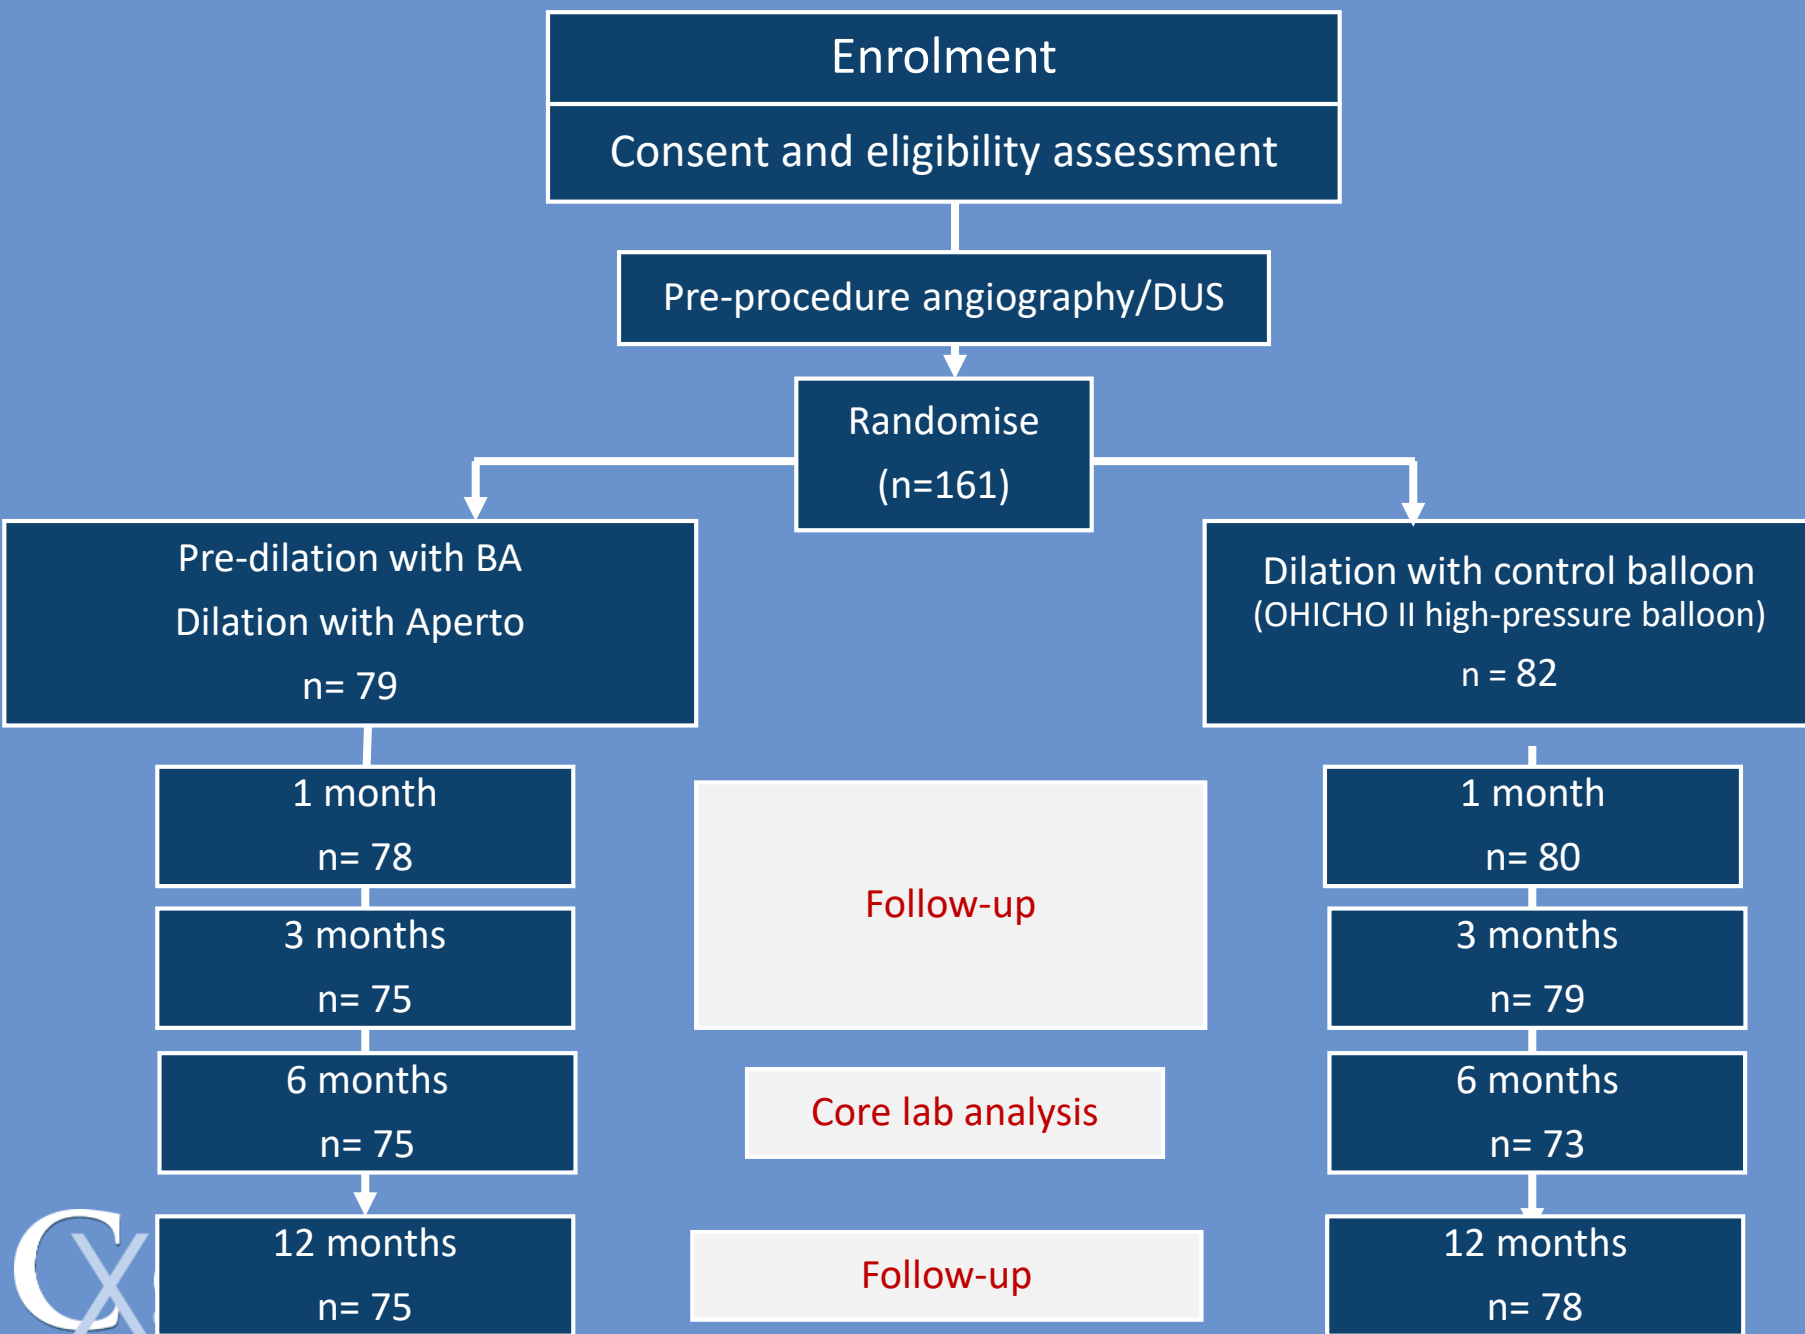 Enrolment
Consent and eligibility assessment
Pre-procedure angiography/DUS
Randomise
(n=161)
Pre-dilation with BA
Dilation with Aperto
n= 79
Dilation with control balloon
(OHICHO II high-pressure balloon)
n = 82
1 month
n= 78
3 months
n= 75
6 months
n= 75
12 months
n= 75
Follow-up
Core lab analysis
Follow-up
1 month
n= 80
3 months
n= 79
6 months
n= 73
12 months
n= 78
CX